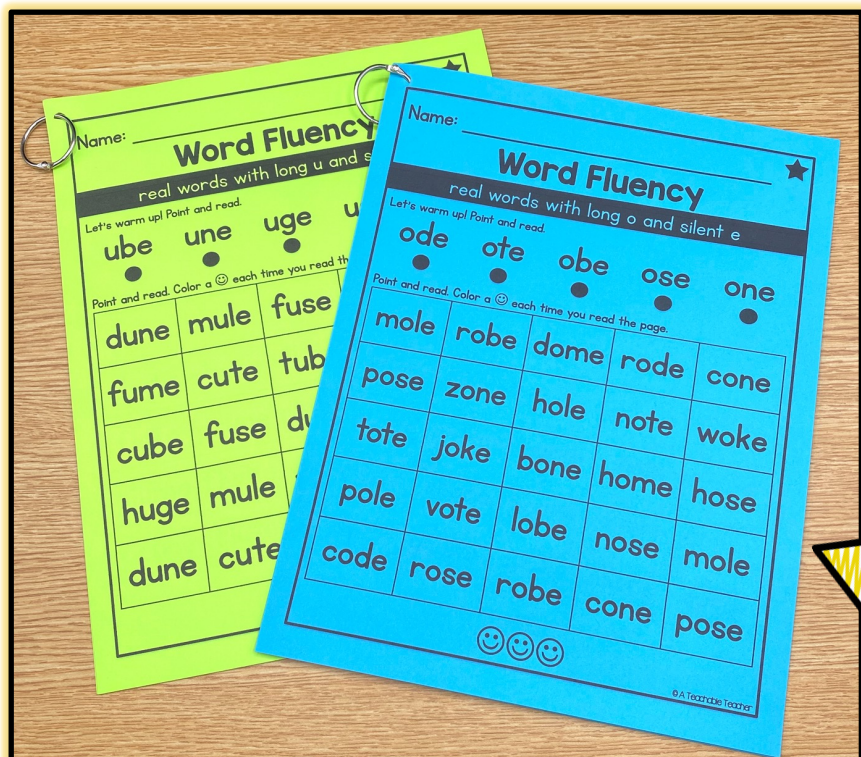 Name:
Word Fluency
real words with long u and s
Let's warm up! Point and read.
ube une uge u
Point and read. Color a ☺ each time you read th
dune mule fuse
fume cute tub
cube fuse du
huge mule
dune cute
Name:
Word Fluency
real words with long o and silent e
Let's warm up! Point and read.
ode ote obe ose one
Point and read. Color a ☺ each time you read the page.
mole robe dome rode cone
pose zone hole note woke
tote joke bone home hose
pole vote lobe nose mole
code rose robe cone pose
© A Teachable Teacher